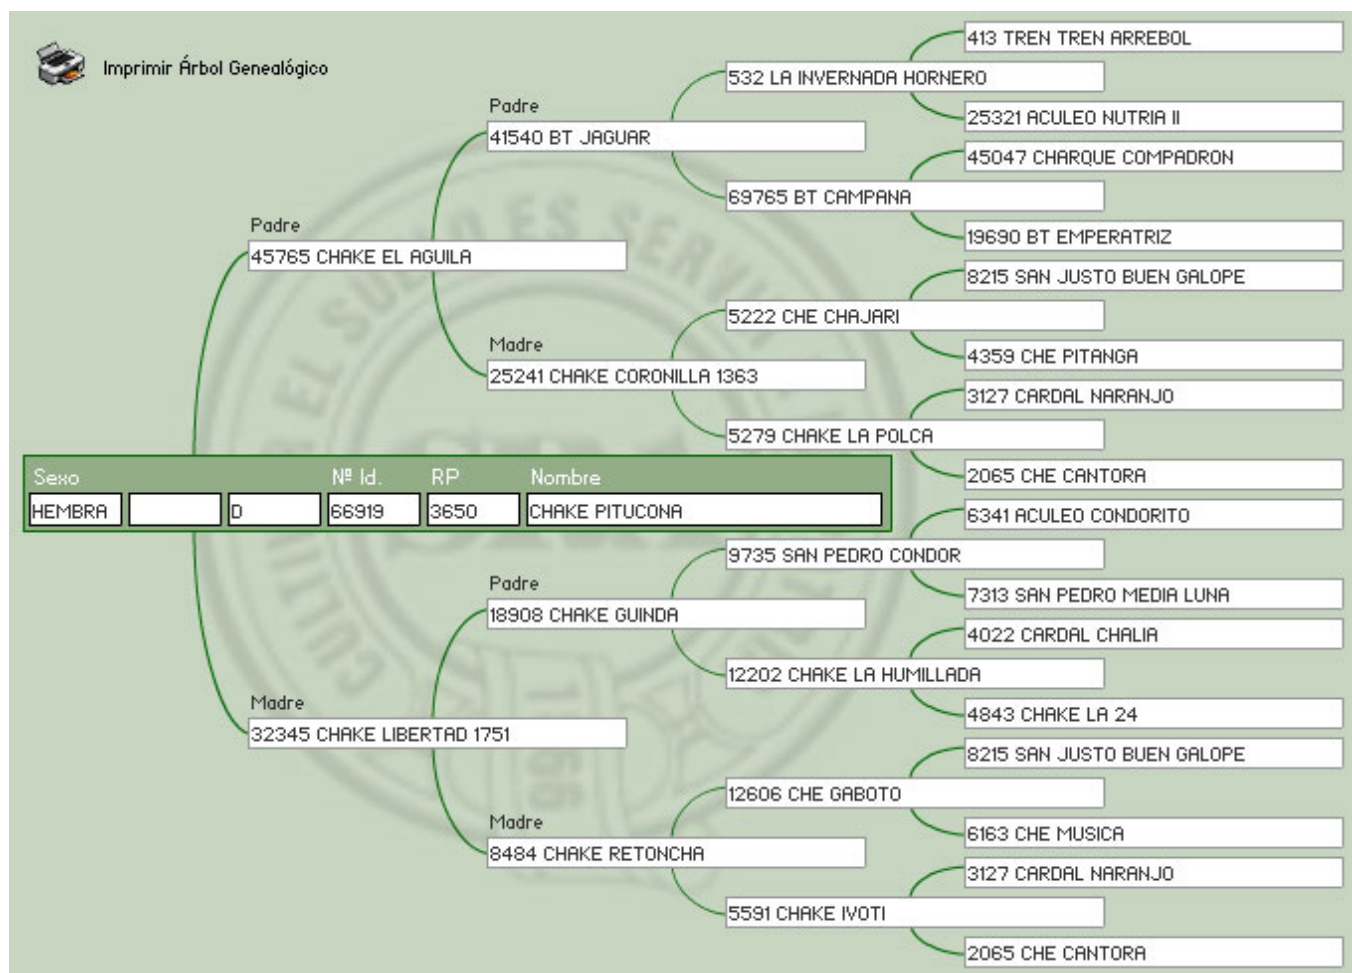 Imprimir Árbol Genealógico
413 TREN TREN ARREBOL
532 LA INVERNADA HORNERO
Padre
25321 ACULEO NUTRIA II
41540 BT JAGUAR
45047 CHARQUE COMPADRON
69765 BT CAMPANA
Padre
19690 BT EMPERATRIZ
45765 CHAKE EL AGUILA
8215 SAN JUSTO BUEN GALOPE
5222 CHE CHAJARI
Madre
4359 CHE PITANGA
25241 CHAKE CORONILLA 1363
3127 CARDAL NARANJO
5279 CHAKE LA POLCA
2065 CHE CANTORA
Sexo Nº Id. RP Nombre
HEMBRA D 66919 3650 CHAKE PITUCONA
6341 ACULEO CONDORITO
9735 SAN PEDRO CONDOR
Padre
7313 SAN PEDRO MEDIA LUNA
18908 CHAKE GUINDA
4022 CARDAL CHALIA
12202 CHAKE LA HUMILLADA
Madre
4843 CHAKE LA 24
32345 CHAKE LIBERTAD 1751
8215 SAN JUSTO BUEN GALOPE
12606 CHE GABOTO
Madre
6163 CHE MUSICA
8484 CHAKE RETONCHA
3127 CARDAL NARANJO
5591 CHAKE IVOTI
2065 CHE CANTORA